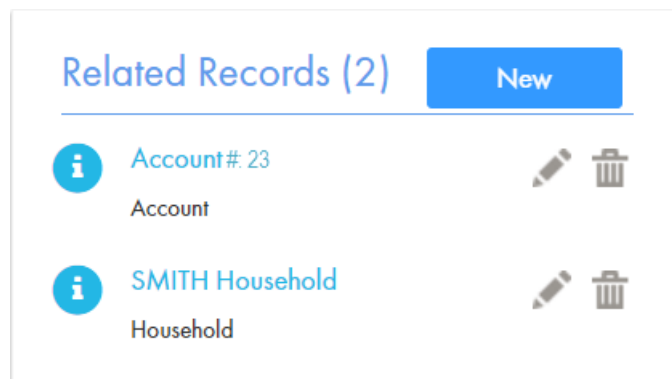 Related Records (2)
New
Account #: 23
Account
SMITH Household
Household